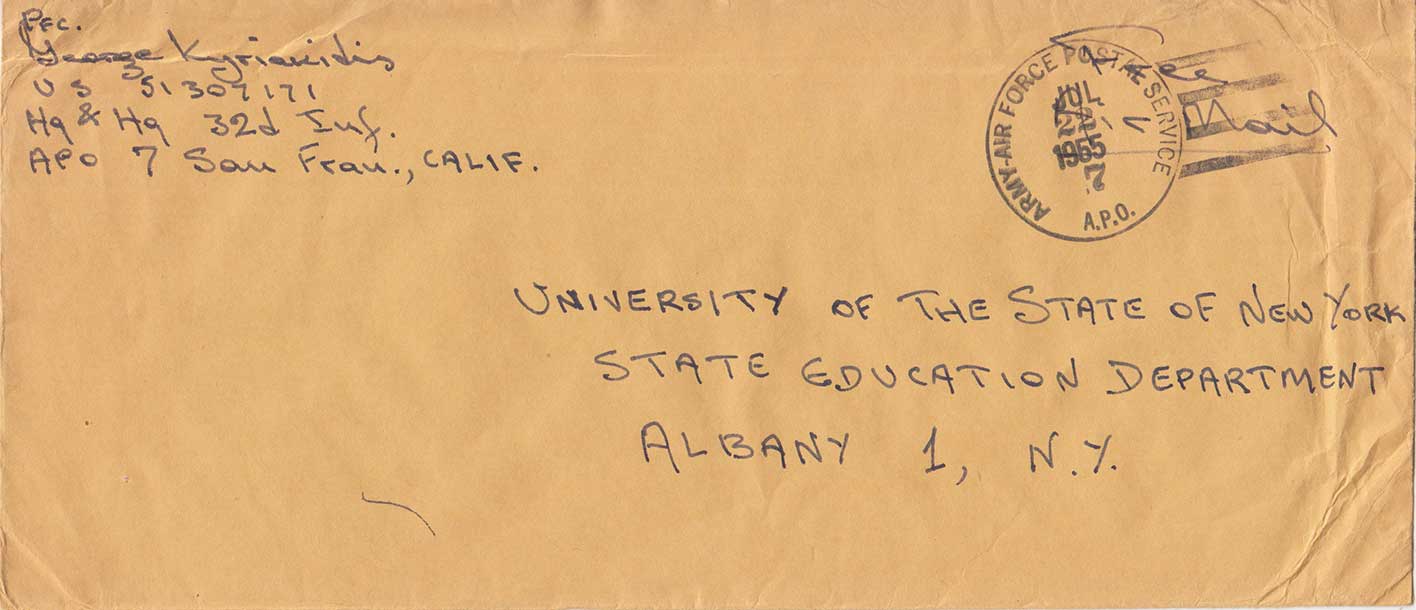 Pfc.
George Kyriakidis
US 51307171
Hq & Hq 32d Inf.
APO 7 San Fran., CALIF.
ARMY-AIR FORCE POSTAL SERVICE
JUL
1955
A.P.O.
Free
Mail
UNIVERSITY OF THE STATE OF NEW YORK
STATE EDUCATION DEPARTMENT
ALBANY 1, N.Y.